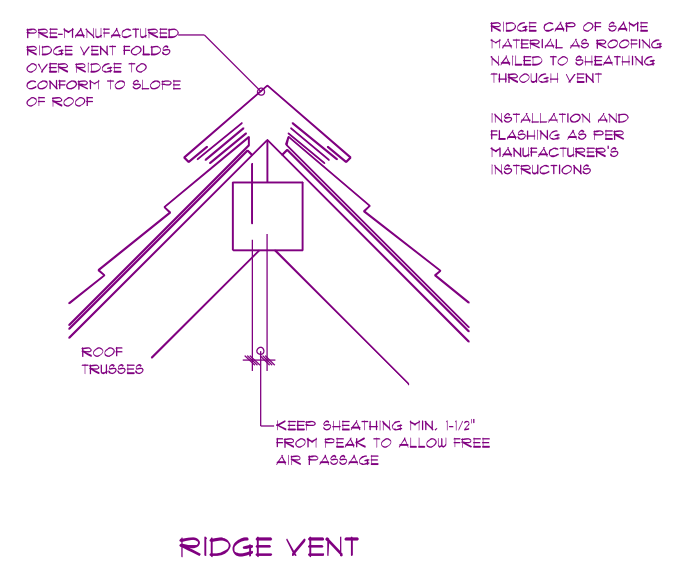 PRE-MANUFACTURED
RIDGE VENT FOLDS
OVER RIDGE TO
CONFORM TO SLOPE
OF ROOF
RIDGE CAP OF SAME
MATERIAL AS ROOFING
NAILED TO SHEATHING
THROUGH VENT
INSTALLATION AND
FLASHING AS PER
MANUFACTURER'S
INSTRUCTIONS
ROOF
TRUSSES
KEEP SHEATHING MIN. 1-1/2"
FROM PEAK TO ALLOW FREE
AIR PASSAGE
RIDGE VENT